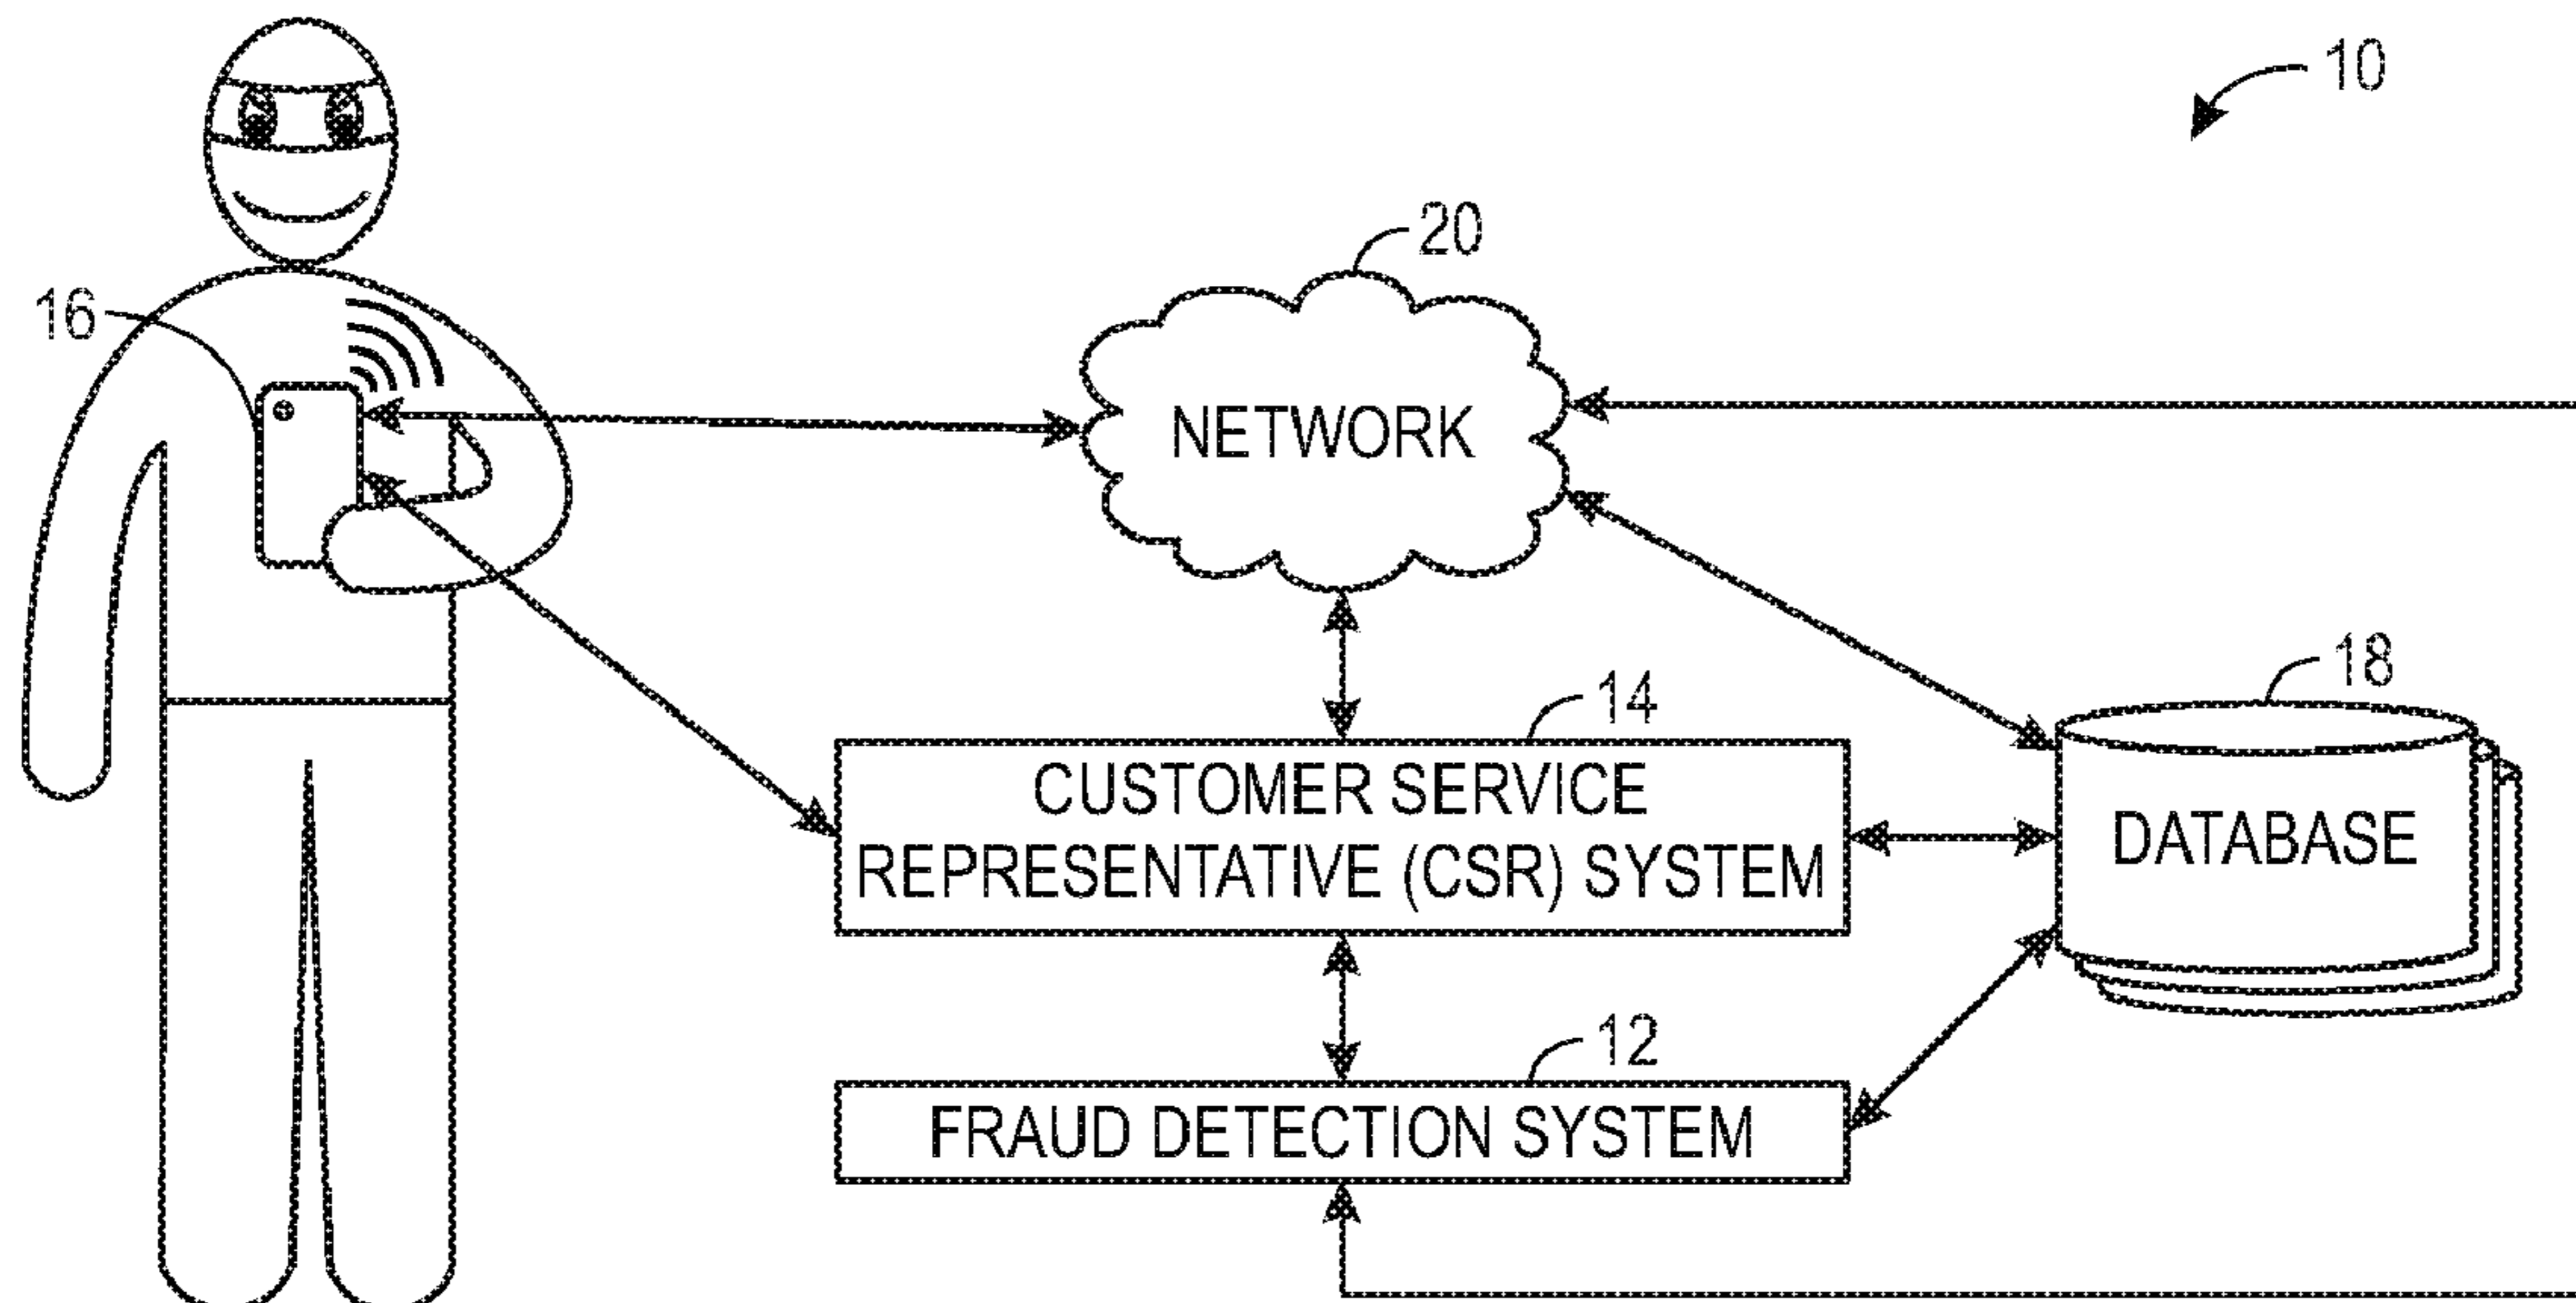 10
20
16
NETWORK
18
14
CUSTOMER SERVICE
REPRESENTATIVE (CSR) SYSTEM
DATABASE
12
FRAUD DETECTION SYSTEM